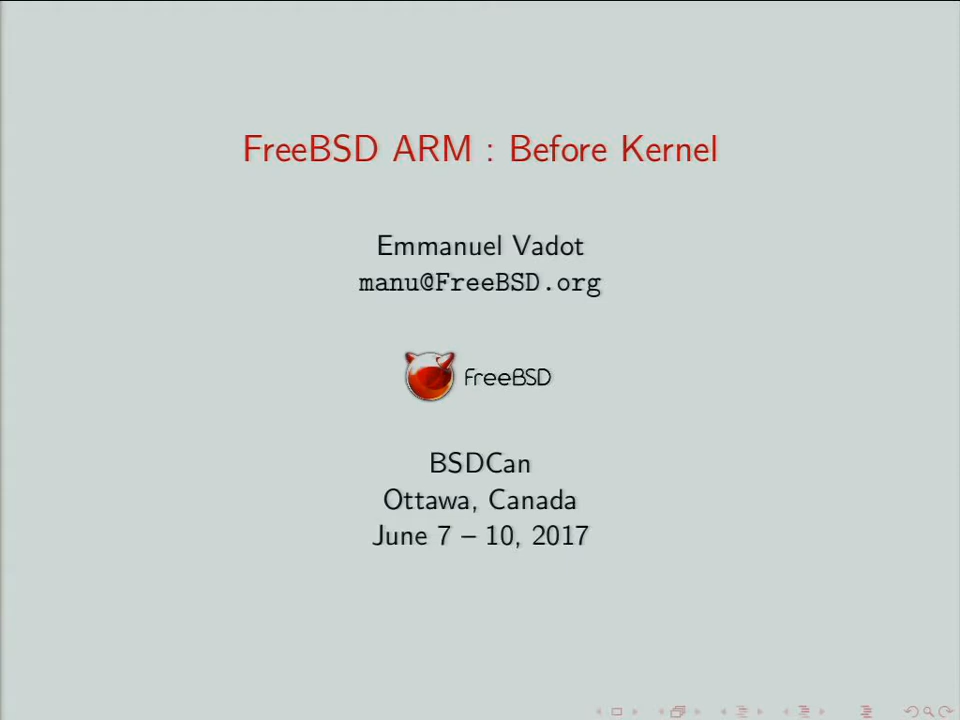 FreeBSD ARM : Before Kernel
Emmanuel Vadot
manu@FreeBSD.org
FreeBSD
BSDCan
Ottawa, Canada
June 7 – 10, 2017